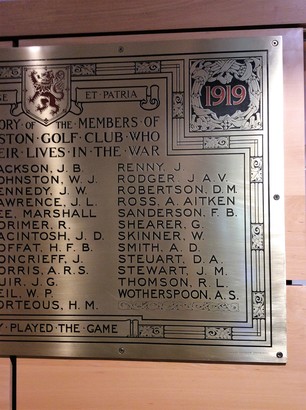 SE
ET PATRIA
1919
ORY OF THE MEMBERS OF
STON GOLF CLUB WHO
EIR LIVES IN THE WAR
ACKSON, J. B.
OHNSTON, W. J.
ENNEDY, J. W.
AWRENCE, J. L.
EE, MARSHALL
ORIMER, R.
ACINTOSH, J. D.
OFFAT, H. F. B.
ONCRIEFF, J.
ORRIS, A. R. S.
UIR, J. G.
EIL, W. P.
ORTEOUS, H. M.
RENNY, J.
RODGER, J. A. V.
ROBERTSON, D. M.
ROSS, A. AITKEN
SANDERSON, F. B.
SHEARER, G.
SKINNER, W.
SMITH, A. D.
STEUART, D. A.
STEWART, J. M.
THOMSON, R. L.
WOTHERSPOON, A. S.
Y PLAYED THE GAME